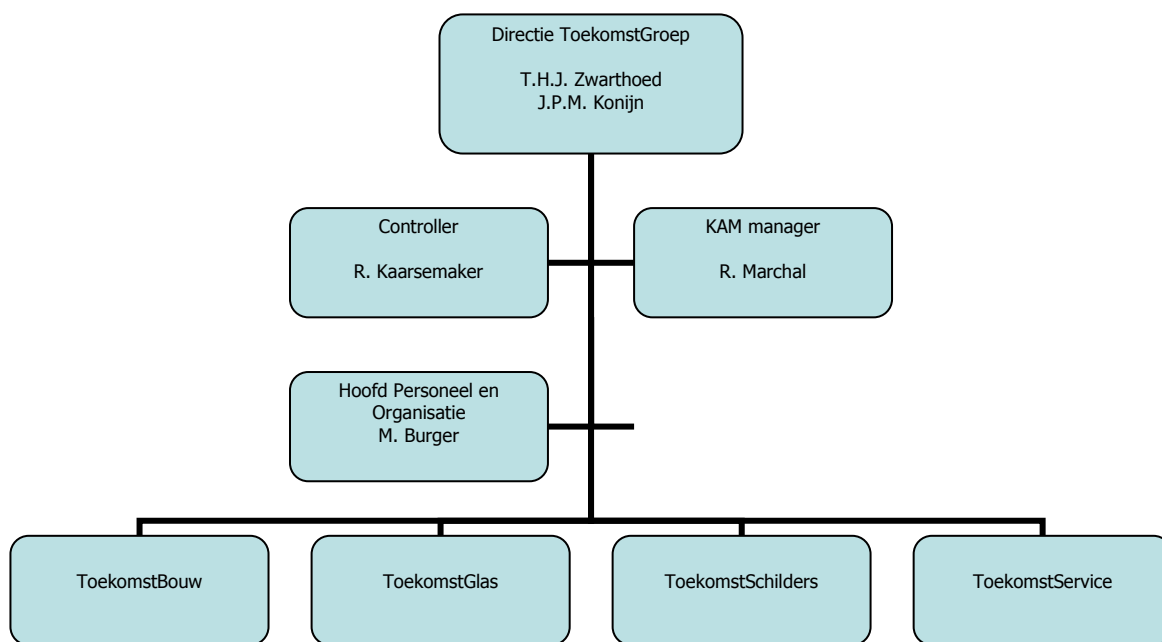 Directie ToekomstGroep
T.H.J. Zwarthoed
J.P.M. Konijn
Controller
R. Kaarsemaker
KAM manager
R. Marchal
Hoofd Personeel en
Organisatie
M. Burger
ToekomstBouw
ToekomstGlas
ToekomstSchilders
ToekomstService